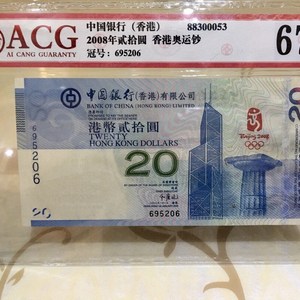 ACG
AI CANG GUARANTY
中国银行（香港） 88300053
2008年贰拾圆 香港奥运钞
冠号：695206
67
中國銀行(香港)有限公司
BANK OF CHINA (HONG KONG) LIMITED
港幣貳拾圓
TWENTY
HONG KONG DOLLARS
20
Beijing 2008
695206
695206
20